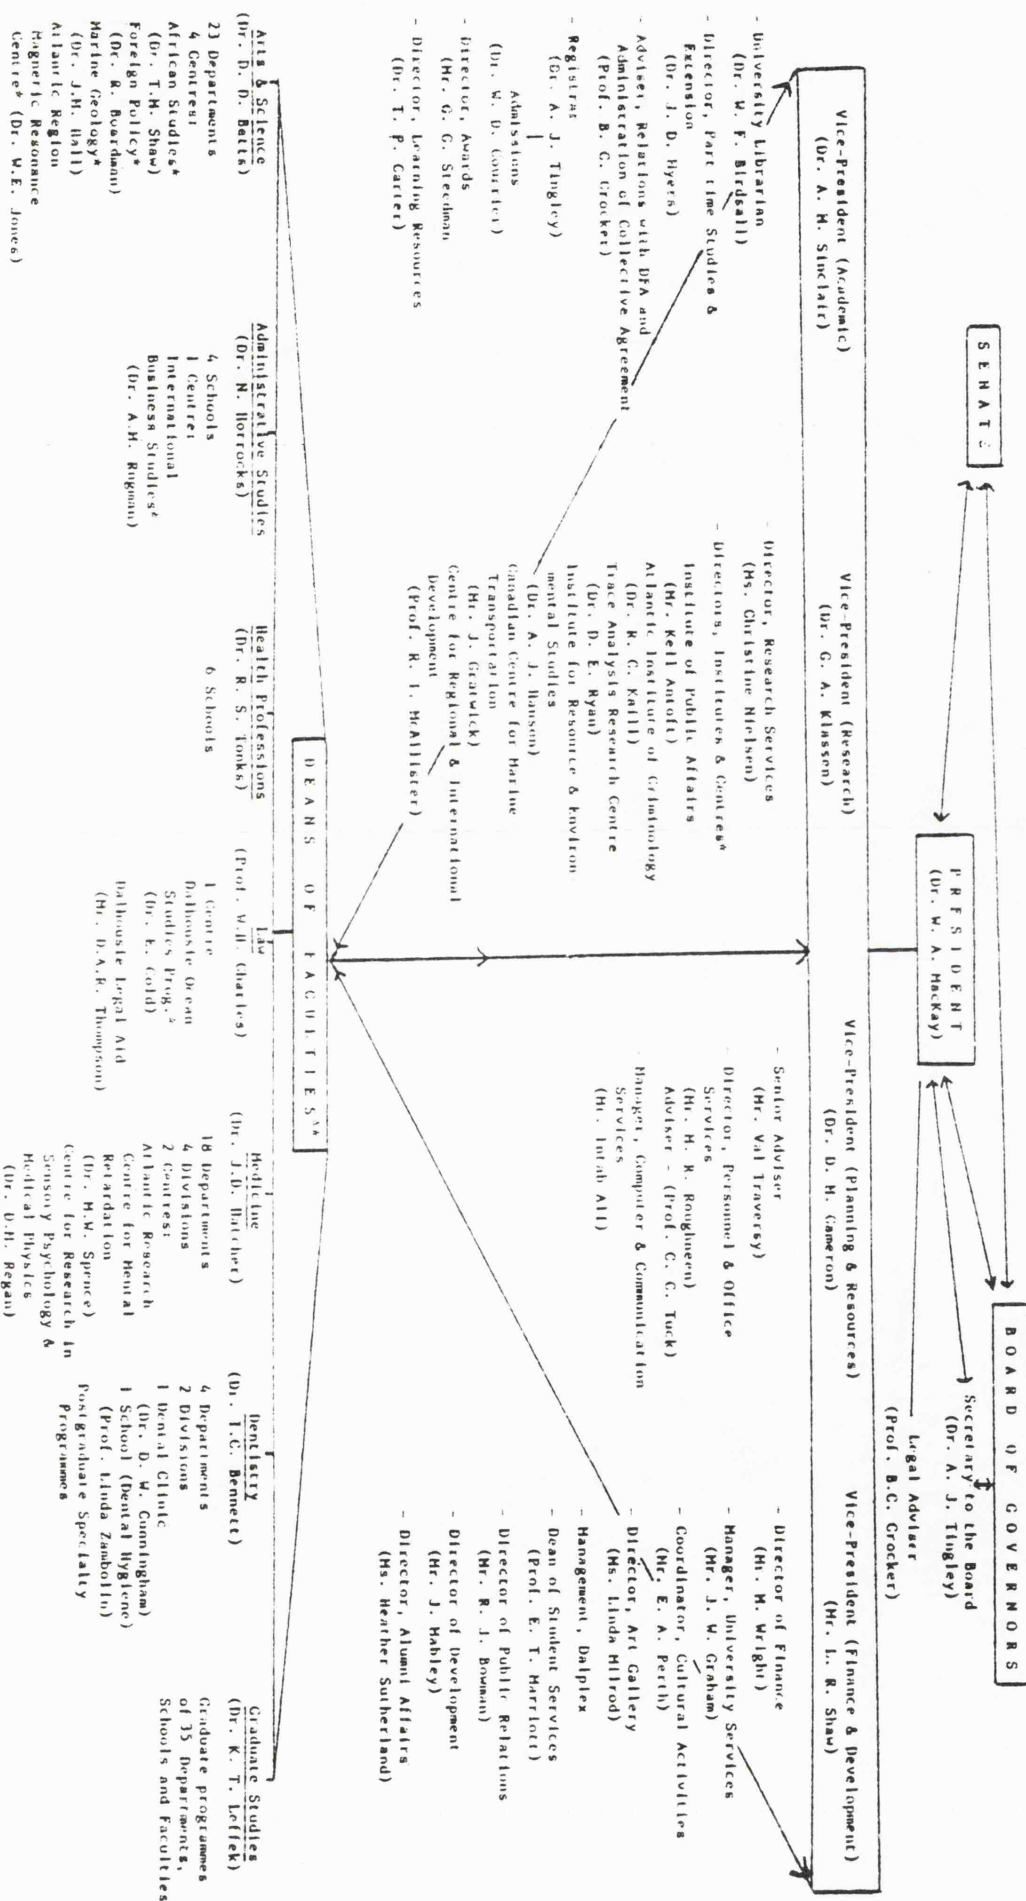 SENATE
BOARD OF GOVERNORS
Secretary to the Board
(Dr. A. J. Tingley)
PRESIDENT
(Dr. W. A. MacKay)
Legal Adviser
(Prof. B.C. Crocker)
Vice-President (Academic)
(Dr. A. M. Sinclair)
Vice-President (Research)
(Dr. G. A. Klassen)
Vice-President (Planning & Resources)
(Dr. D. M. Cameron)
Vice-President (Finance & Development)
(Mr. L. R. Shaw)
- University Librarian
(Dr. W. F. Birdsall)
- Director, Part time Studies &
Extension
(Dr. J. D. Myers)
- Adviser, Relations with DFA and
Administration of Collective Agreement
(Prof. B. C. Crocker)
- Registrar
(Dr. A. J. Tingley)
Admissions
(Dr. W. D. Courrier)
- Director, Awards
(Mr. G. G. Steedman
- Director, Learning Resources
(Dr. T. P. Carter)
- Director, Research Services
(Ms. Christine Nielsen)
- Directors, Institutes & Centres*
Institute of Public Affairs
(Mr. Kell Antoft)
Atlantic Institute of Criminology
(Dr. R. C. Kaill)
Trace Analysis Research Centre
(Dr. D. E. Ryan)
Institute for Resource & Environ-
mental Studies
(Dr. A. J. Hansen)
Canadian Centre for Marine
Transportation
(Mr. J. Gratwick)
Centre for Regional & International
Development
(Prof. R. I. McAllister)
- Senior Adviser
(Mr. Val Traversy)
- Director, Personnel & Office
Services
(Mr. M. R. Roughneen)
Adviser - (Prof. C. G. Tuck)
- Manager, Computer & Communication
Services
(Mr. Intab Ali)
- Director of Finance
(Mr. M. Wright)
- Manager, University Services
(Mr. J. W. Graham)
- Coordinator, Cultural Activities
(Mr. E. A. Perth)
- Director, Art Gallery
(Ms. Linda Milrod)
- Management, Dalplex
- Dean of Student Services
(Prof. E. T. Marriott)
- Director of Public Relations
(Mr. R. J. Bowman)
- Director of Development
(Mr. J. Mabley)
- Director, Alumni Affairs
(Ms. Heather Sutherland)
DEANS OF FACULTIES**
Arts & Science
(Dr. D. D. Betts)
23 Departments
4 Centres:
African Studies*
(Dr. T.M. Shaw)
Foreign Policy*
(Dr. R. Boardman)
Marine Geology*
(Dr. J.M. Hall)
Atlantic Region
Magnetic Resonance
Centre* (Dr. W.E. Jones)
Administrative Studies
(Dr. N. Horrocks)
4 Schools
1 Centre:
International
Business Studies*
(Dr. A.M. Rugman)
Health Professions
(Dr. R. S. Tonks)
6 Schools
Law
(Prof. W.H. Charles)
1 Centre
Dalhousie Ocean
Studies Prog.*
(Dr. E. Gold)
Dalhousie Legal Aid
(Mr. D.A.R. Thompson)
Medicine
(Dr. J.D. Hatcher)
18 Departments
4 Divisions
2 Centres:
Atlantic Research
Centre for Mental
Retardation
(Dr. M.W. Spence)
Centre for Research in
Sensory Psychology &
Medical Physics
(Dr. D.M. Regan)
Dentistry
(Dr. T.C. Bennett)
4 Departments
2 Divisions
1 Dental Clinic
(Dr. D. W. Cunningham)
1 School (Dental Hygiene)
(Prof. Linda Zambolin)
Postgraduate Specialty
Programmes
Graduate Studies
(Dr. K. T. Leffek)
Graduate programmes
of 35 Departments,
Schools and Faculties